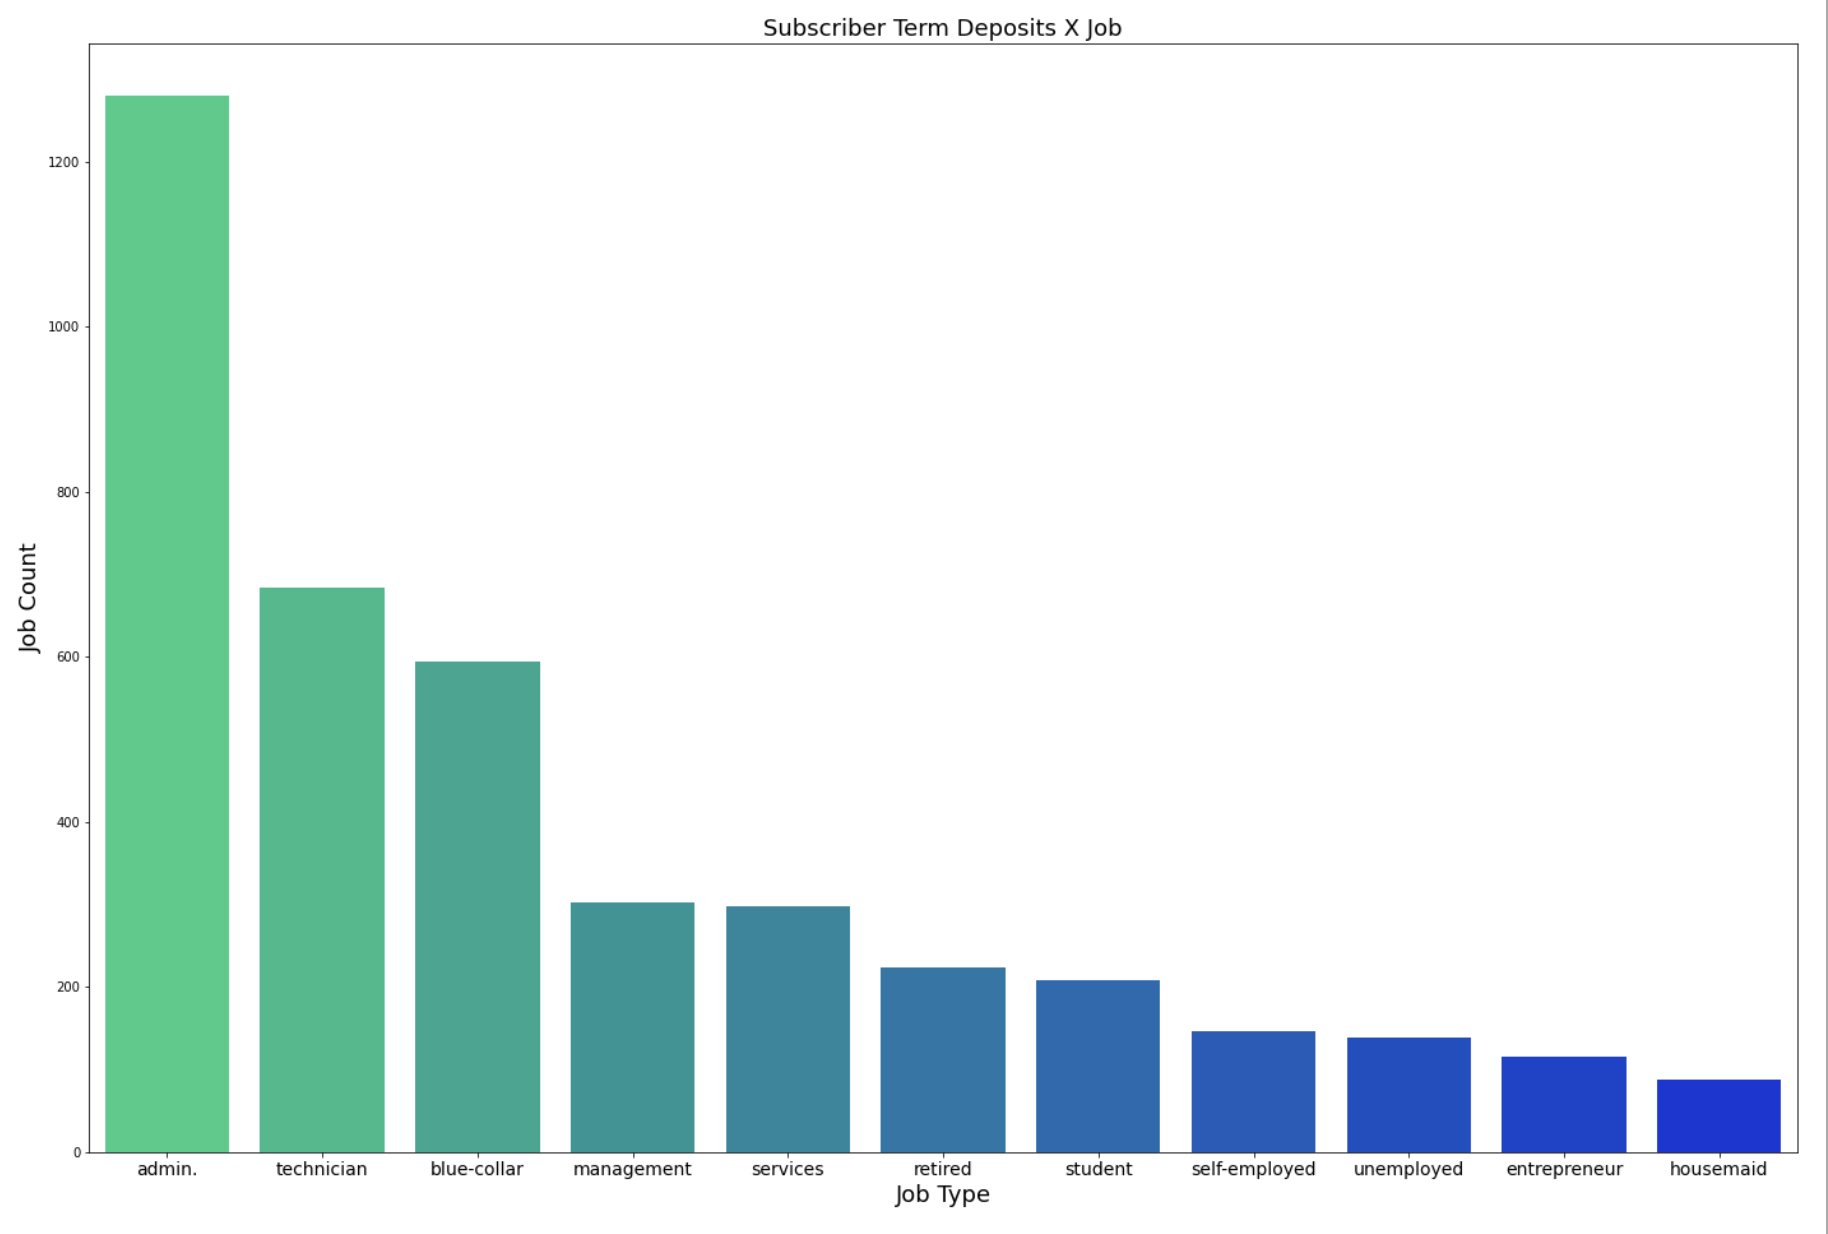 Subscriber Term Deposits X Job
1200
1000
800
600
400
200
0
Job Count
admin. technician blue-collar management services retired student self-employed unemployed entrepreneur housemaid
Job Type